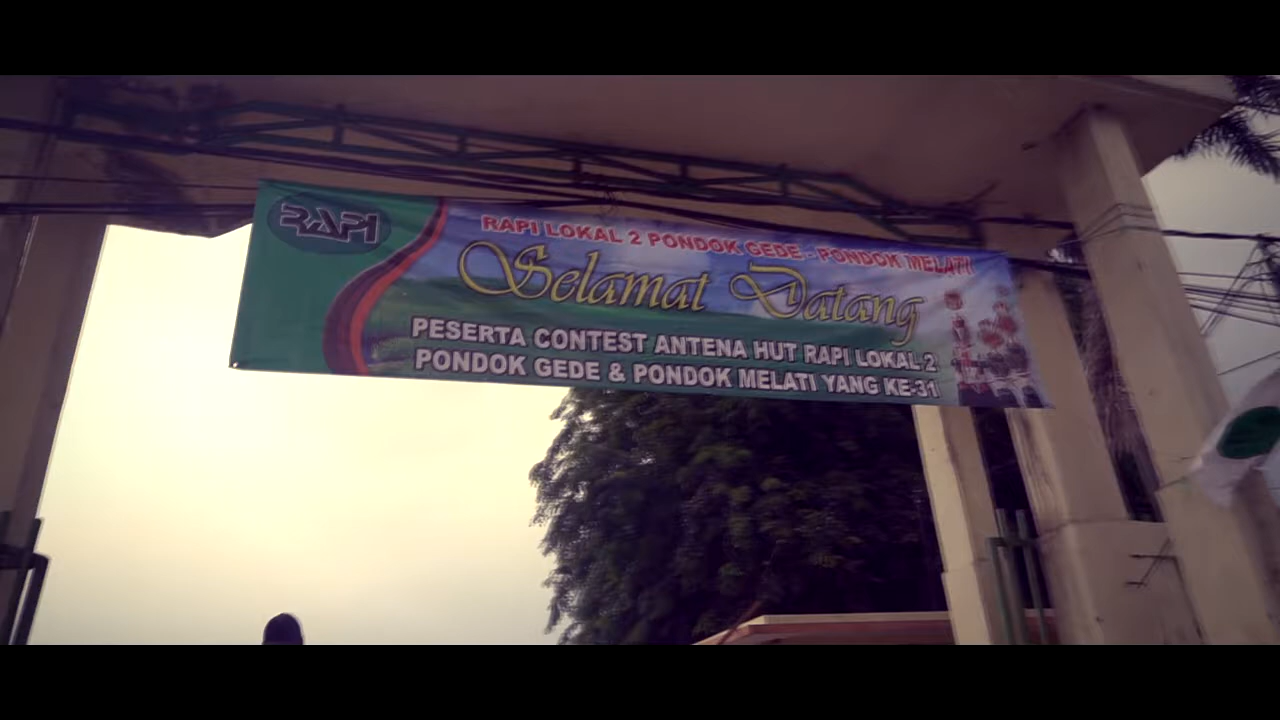 RAPI
RAPI LOKAL 2 PONDOK GEDE - PONDOK MELATI
Selamat Datang
PESERTA CONTEST ANTENA HUT RAPI LOKAL 2
PONDOK GEDE & PONDOK MELATI YANG KE-31